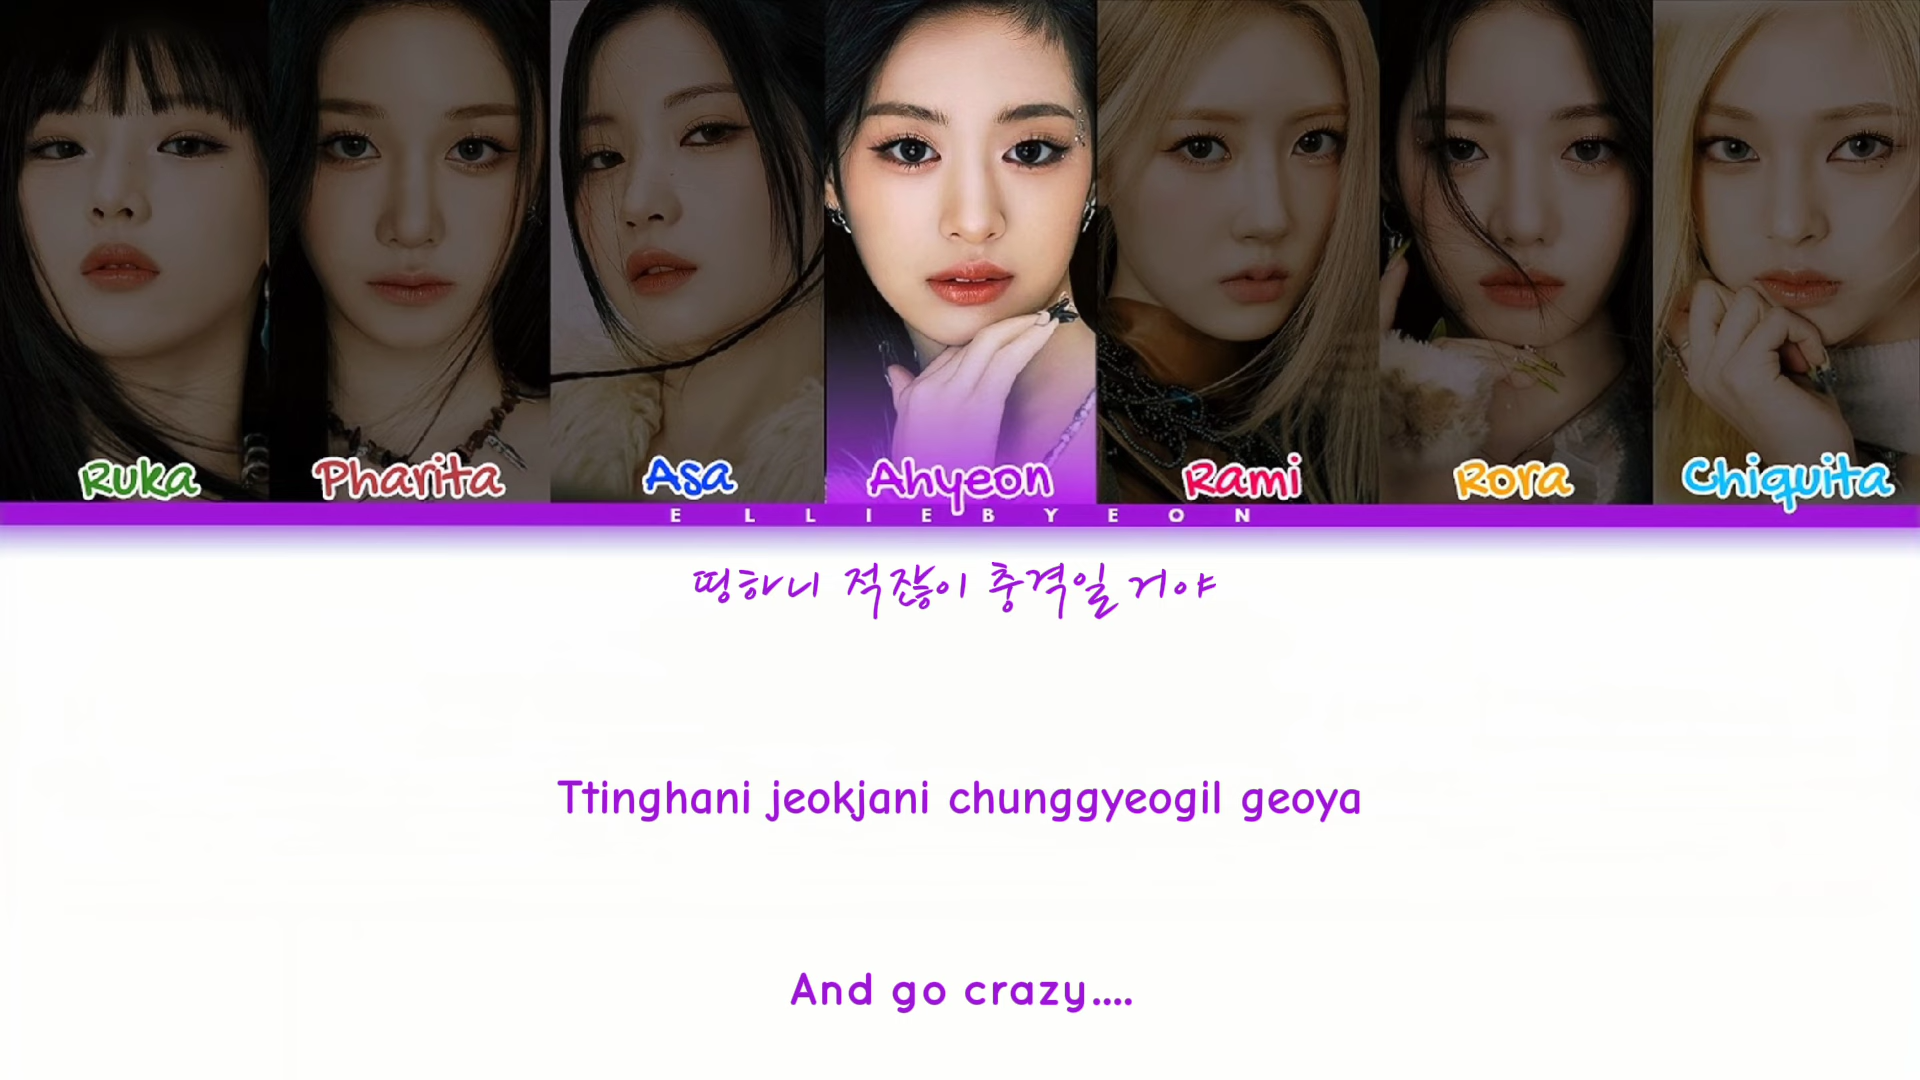 Ruka Pharita Asa Ahyeon Rami Rora Chiquita
ELLIEBYEON
띵하니 적잖이 충격일 거야
Ttinghani jeokjani chunggyeogil geoya
And go crazy....